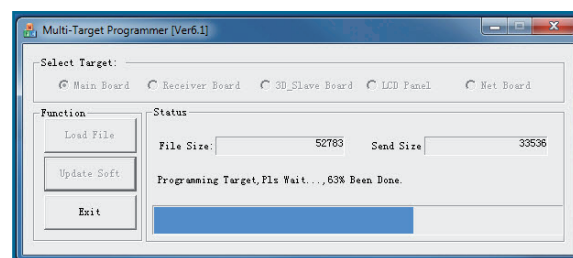 Multi-Target Programmer [Ver6.1]
Select Target:
Main Board Receiver Board 3D_Slave Board LCD Panel Net Board
Function
Status
Load File
File Size: 52783 Send Size 33536
Update Soft
Programming Target,Pls Wait...,63% Been Done.
Exit